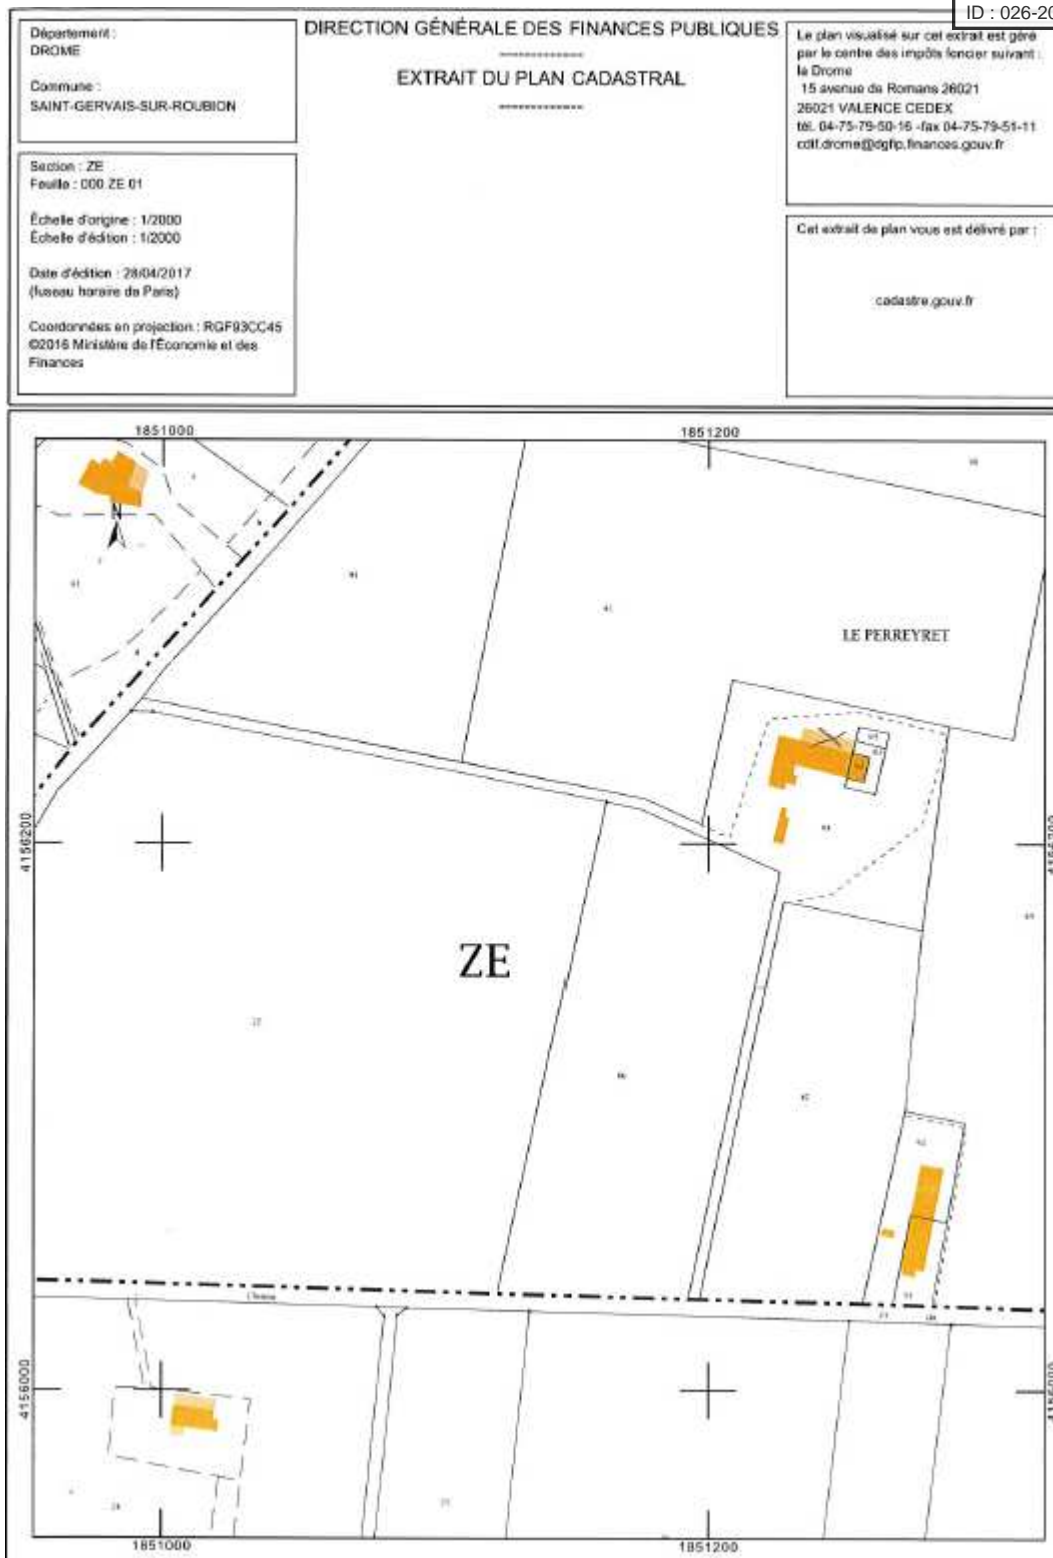 ID : 026-20
Département :
DROME
Commune :
SAINT-GERVAIS-SUR-ROUBION
Section : ZE
Feuille : 000 ZE 01
Échelle d'origine : 1/2000
Échelle d'édition : 1/2000
Date d'édition : 28/04/2017
(fuseau horaire de Paris)
Coordonnées en projection : RGF93CC45
©2016 Ministère de l'Économie et des
Finances
DIRECTION GÉNÉRALE DES FINANCES PUBLIQUES
------------
EXTRAIT DU PLAN CADASTRAL
------------
Le plan visualisé sur cet extrait est géré
par le centre des impôts foncier suivant :
la Drome
15 avenue de Romans 26021
26021 VALENCE CEDEX
tél. 04-75-79-50-16 -fax 04-75-79-51-11
cdif.drome@dgfip.finances.gouv.fr
Cet extrait de plan vous est délivré par :
cadastre.gouv.fr
1851000
1851200
LE PERREYRET
4156200
4156200
ZE
4156000
4156000
1851000
1851200